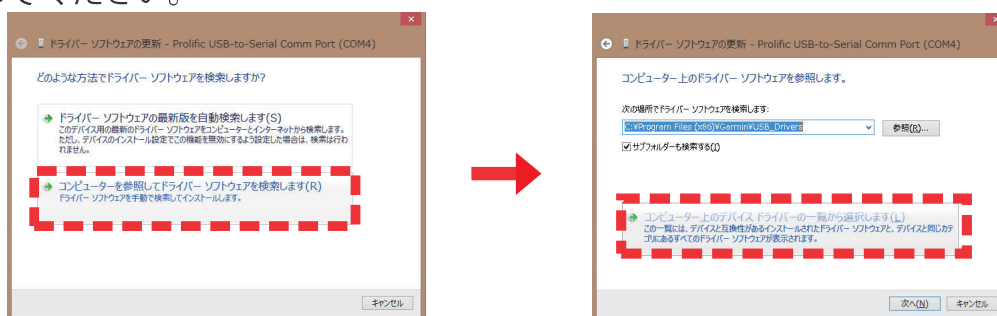 ドライバー ソフトウェアの更新 - Prolific USB-to-Serial Comm Port (COM4)
どのような方法でドライバー ソフトウェアを検索しますか?
ドライバー ソフトウェアの最新版を自動検索します(S)
このデバイス用の最新のドライバー ソフトウェアをコンピューターとインターネットから検索します。
ただし、デバイスのインストール設定でこの機能を無効にするよう設定した場合は、検索は行わ
れません。
コンピューターを参照してドライバー ソフトウェアを検索します(R)
ドライバー ソフトウェアを手動で検索してインストールします。
キャンセル
ドライバー ソフトウェアの更新 - Prolific USB-to-Serial Comm Port (COM4)
コンピューター上のドライバー ソフトウェアを参照します。
次の場所でドライバー ソフトウェアを検索します:
C:¥Program Files (x86)¥Garmin¥USB_Drivers
参照(R)...
サブフォルダーも検索する(I)
コンピューター上のデバイス ドライバーの一覧から選択します(L)
この一覧には、デバイスと互換性があるインストールされたドライバー ソフトウェアと、デバイスと同じカテ
ゴリにあるすべてのドライバー ソフトウェアが表示されます。
次へ(N)
キャンセル